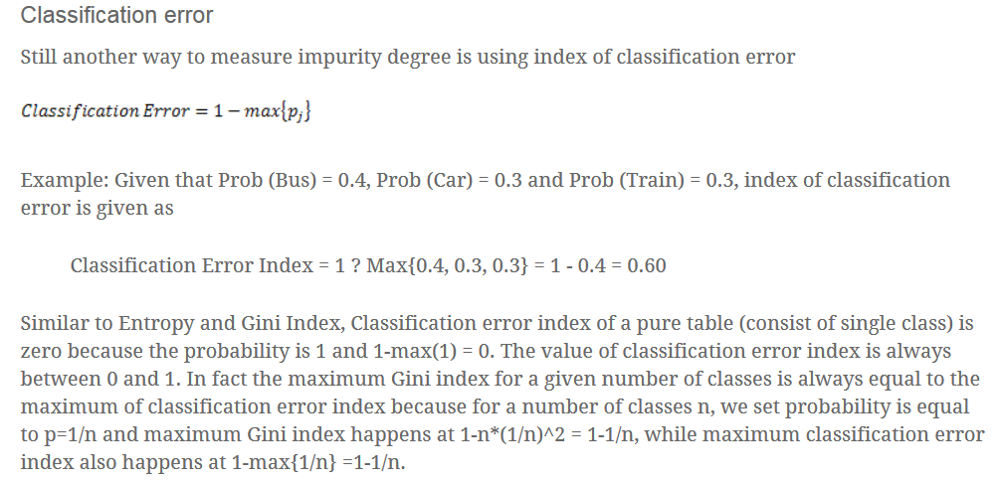 Classification error
Still another way to measure impurity degree is using index of classification error
Classification Error = 1 − max{pⱼ}
Example: Given that Prob (Bus) = 0.4, Prob (Car) = 0.3 and Prob (Train) = 0.3, index of classification
error is given as
Classification Error Index = 1 ? Max{0.4, 0.3, 0.3} = 1 - 0.4 = 0.60
Similar to Entropy and Gini Index, Classification error index of a pure table (consist of single class) is
zero because the probability is 1 and 1-max(1) = 0. The value of classification error index is always
between 0 and 1. In fact the maximum Gini index for a given number of classes is always equal to the
maximum of classification error index because for a number of classes n, we set probability is equal
to p=1/n and maximum Gini index happens at 1-n*(1/n)^2 = 1-1/n, while maximum classification error
index also happens at 1-max{1/n} =1-1/n.